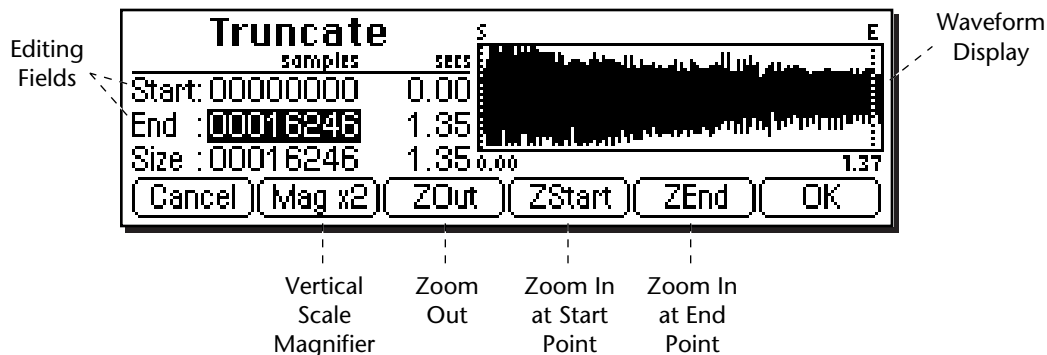 Editing
Fields
Truncate
samples secs
Start: 00000000 0.00
End : 00016246 1.35
Size : 00016246 1.35
S E
0.00 1.37
Cancel Mag x2 ZOut ZStart ZEnd OK
Waveform
Display
Vertical
Scale
Magnifier
Zoom
Out
Zoom In
at Start
Point
Zoom In
at End
Point